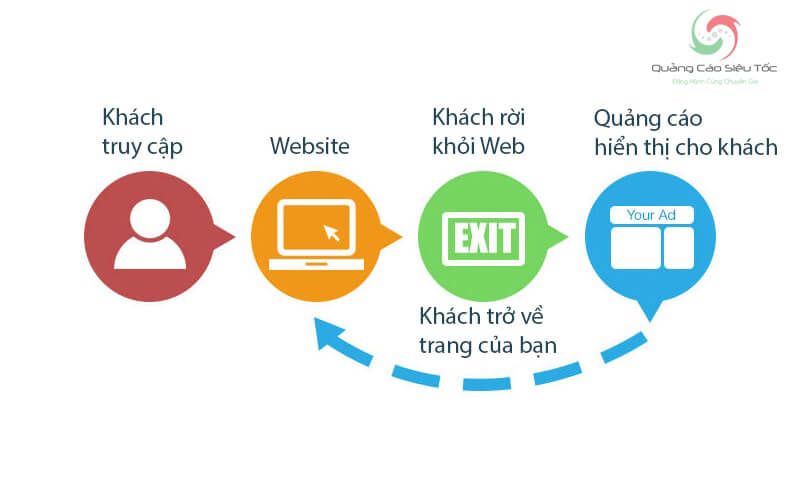 Quảng Cáo Siêu Tốc
Đồng Hành Cùng Chuyên Gia
Khách
truy cập
Website
Khách rời
khỏi Web
Quảng cáo
hiển thị cho khách
EXIT
Your Ad
Khách trở về
trang của bạn